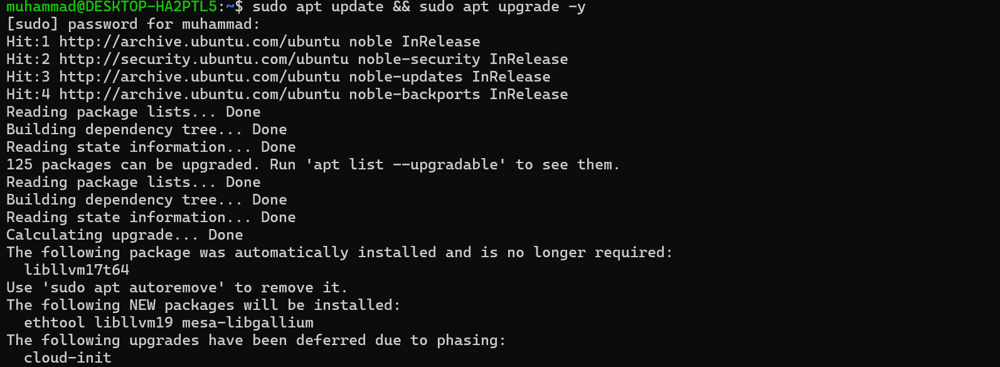 muhammad@DESKTOP-HA2PTL5:~$ sudo apt update && sudo apt upgrade -y
[sudo] password for muhammad:
Hit:1 http://archive.ubuntu.com/ubuntu noble InRelease
Hit:2 http://security.ubuntu.com/ubuntu noble-security InRelease
Hit:3 http://archive.ubuntu.com/ubuntu noble-updates InRelease
Hit:4 http://archive.ubuntu.com/ubuntu noble-backports InRelease
Reading package lists... Done
Building dependency tree... Done
Reading state information... Done
125 packages can be upgraded. Run 'apt list --upgradable' to see them.
Reading package lists... Done
Building dependency tree... Done
Reading state information... Done
Calculating upgrade... Done
The following package was automatically installed and is no longer required:
  libllvm17t64
Use 'sudo apt autoremove' to remove it.
The following NEW packages will be installed:
  ethtool libllvm19 mesa-libgallium
The following upgrades have been deferred due to phasing:
  cloud-init